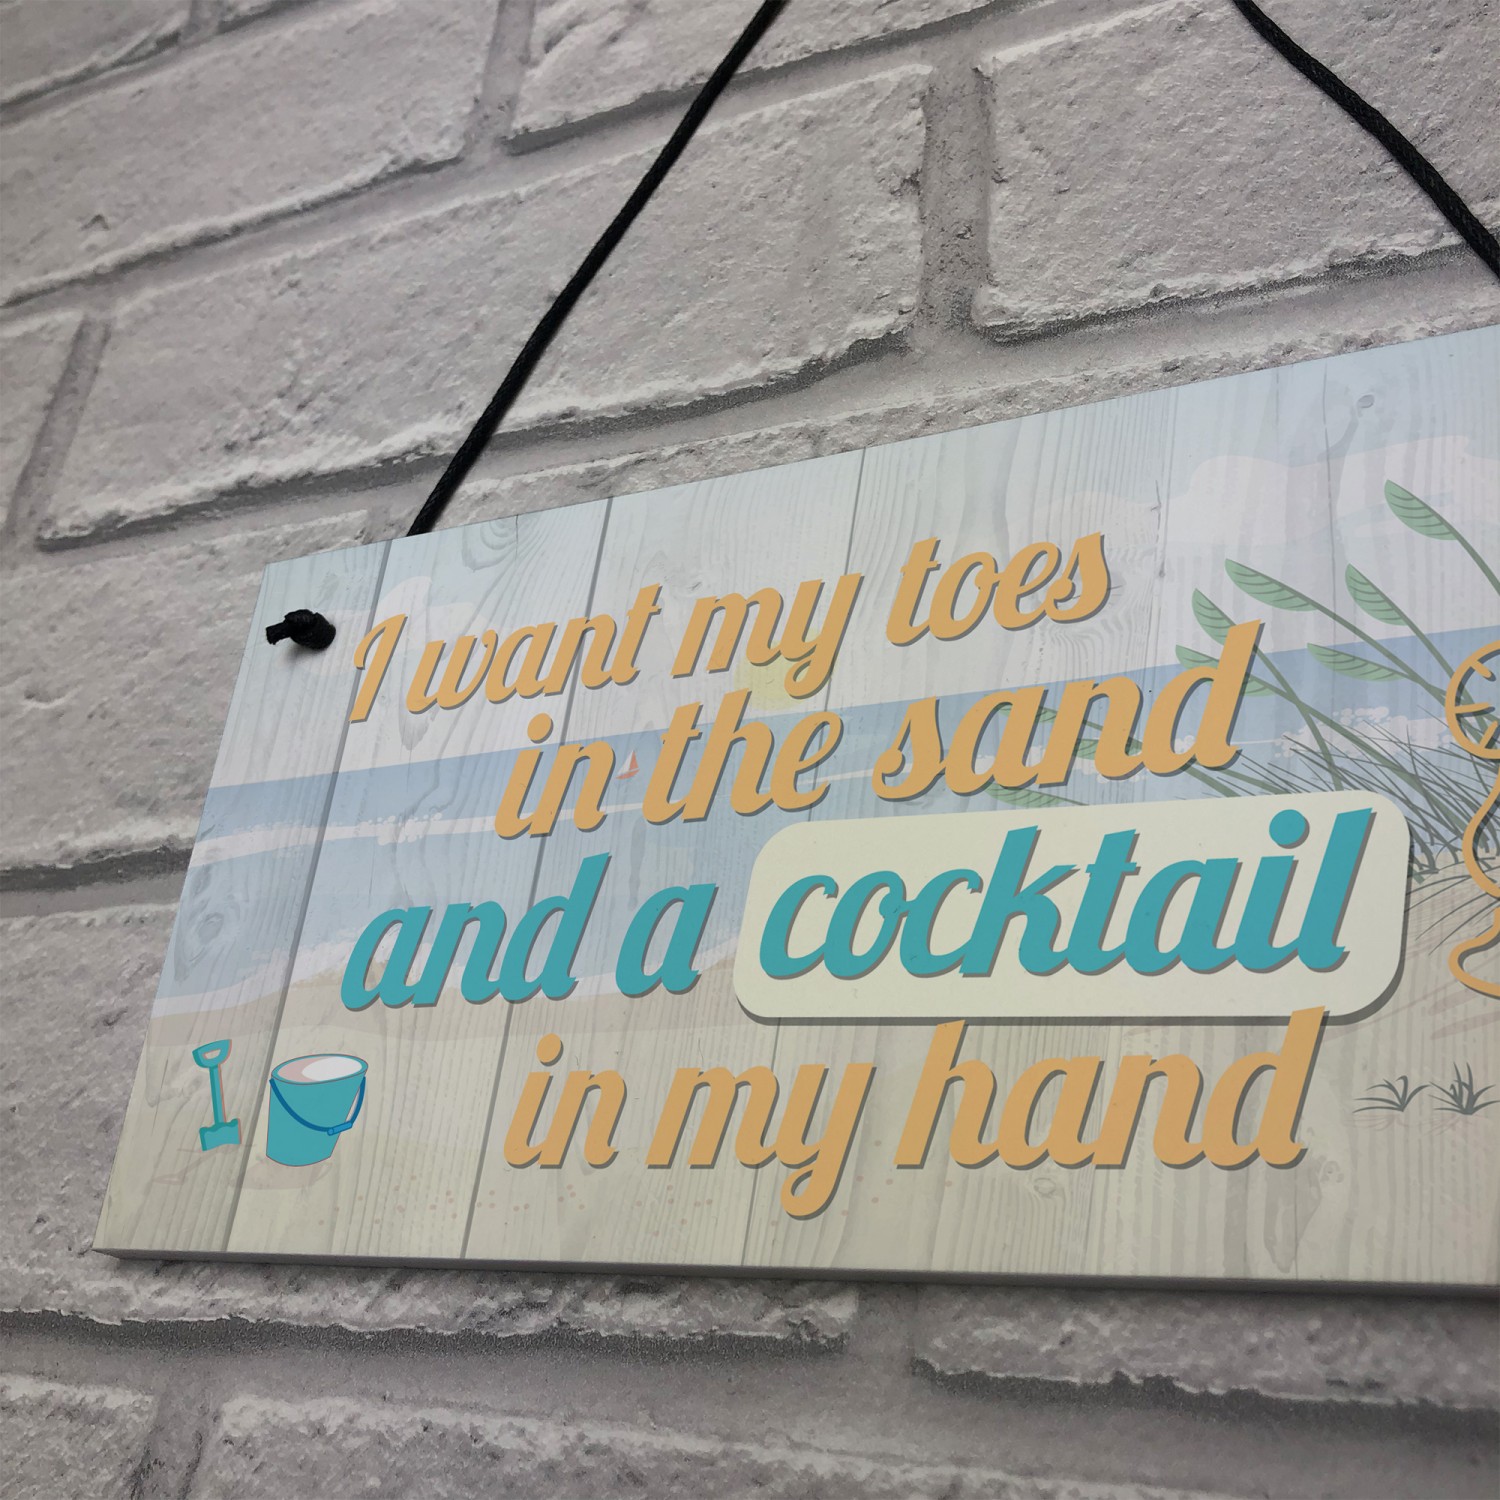 I want my toes
in the sand
and a cocktail
in my hand